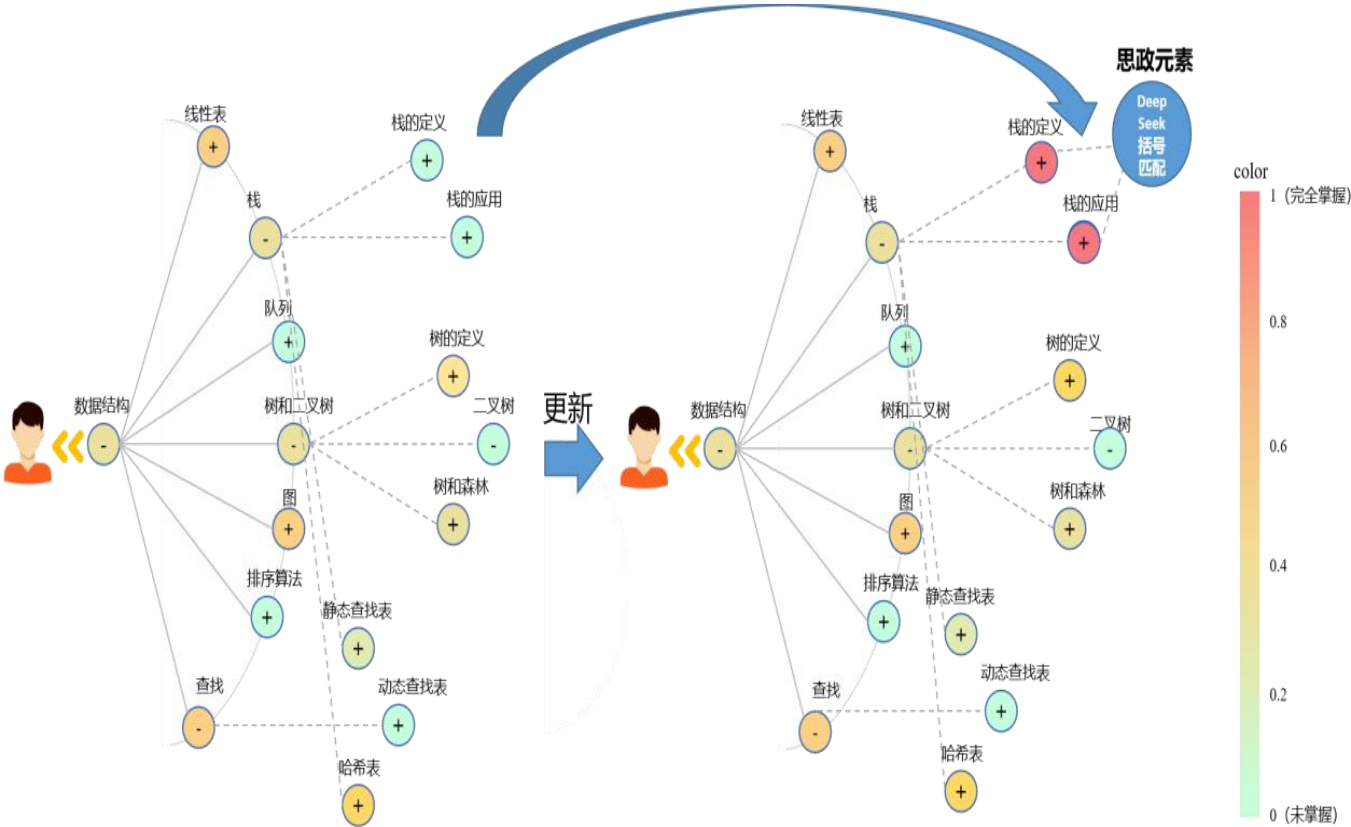 思政元素
Deep
Seek
括号
匹配
线性表
栈的定义
栈
栈的应用
队列
树的定义
数据结构
树和二叉树
二叉树
树和森林
图
排序算法
静态查找表
查找
动态查找表
哈希表
更新
线性表
栈的定义
栈
栈的应用
队列
树的定义
数据结构
树和二叉树
二叉树
树和森林
图
排序算法
静态查找表
查找
动态查找表
哈希表
color
1 (完全掌握)
0.8
0.6
0.4
0.2
0 (未掌握)